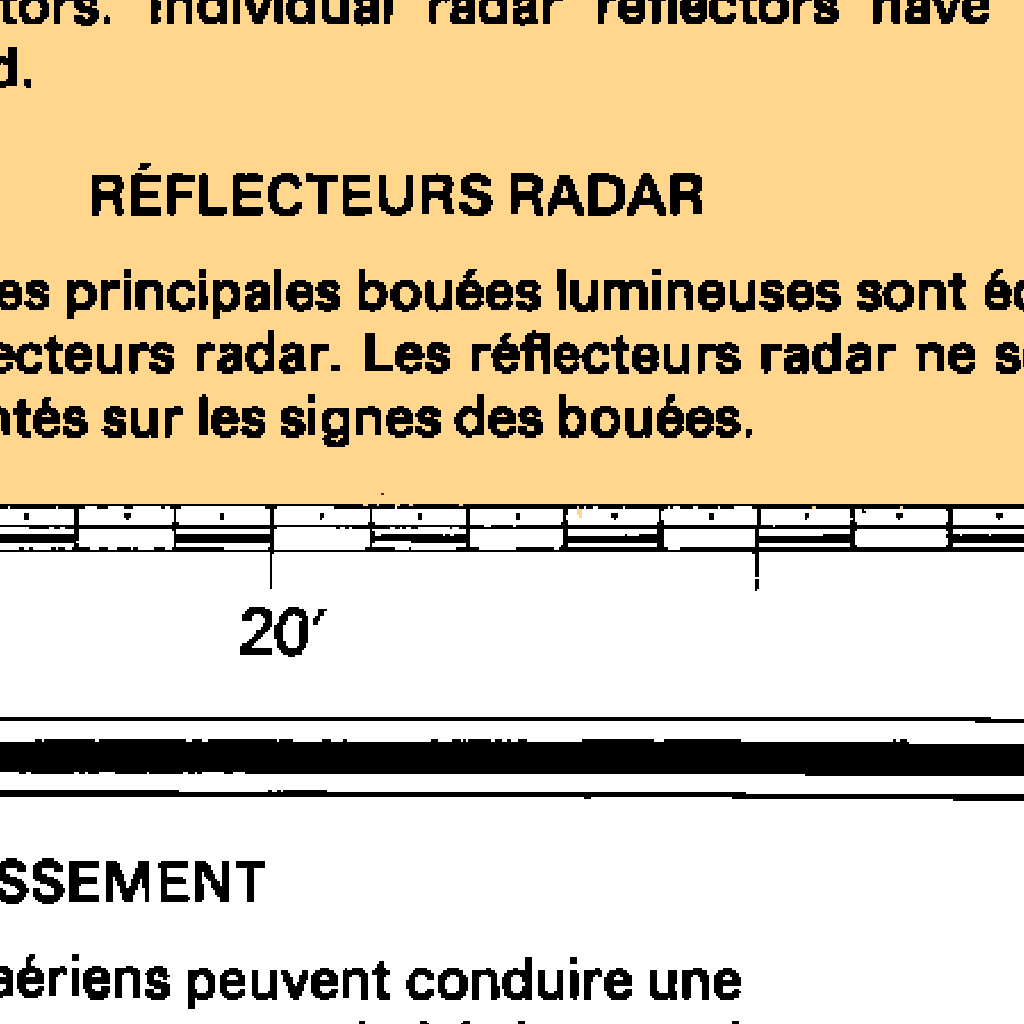 tors. Individual radar reflectors have
d.
RÉFLECTEURS RADAR
es principales bouées lumineuses sont éq
ecteurs radar. Les réflecteurs radar ne s
ntés sur les signes des bouées.
20′
SSEMENT
aériens peuvent conduire une